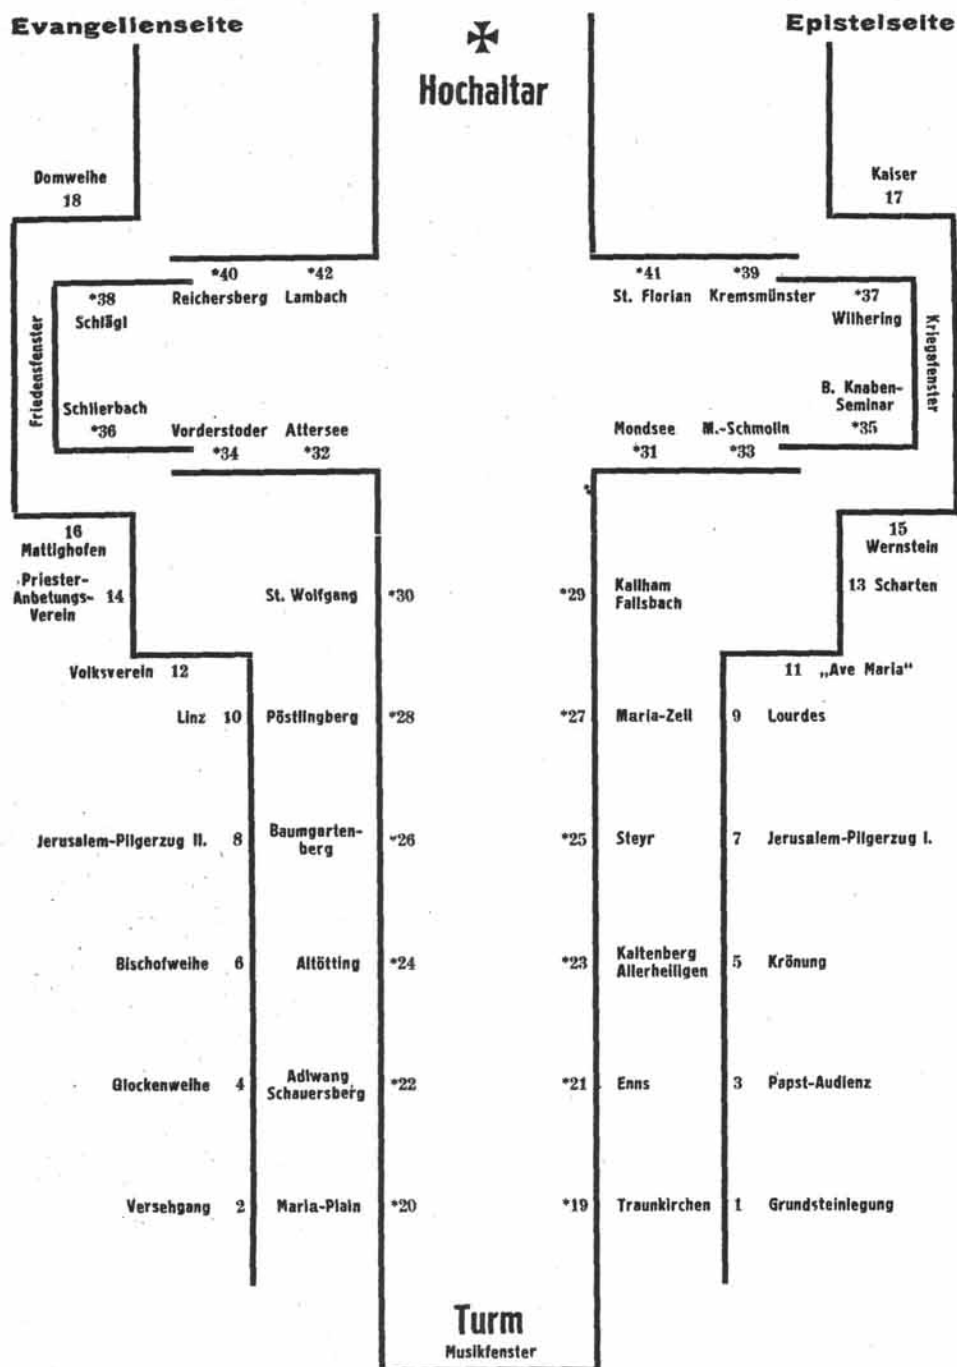 Evangelienseite
Epistelseite
Hochaltar
Domweihe
18
Kaiser
17
*40
Reichersberg
*42
Lambach
*41
St. Florian
*39
Kremsmünster
*38
Schlägl
*37
Wilhering
Friedensfenster
Kriegsfenster
Schlierbach
*36
Vorderstoder
*34
Attersee
*32
Mondsee
*31
M.-Schmolln
*33
B. Knaben-
Seminar
*35
16
Mattighofen
15
Wernstein
Priester-
Anbetungs- 14
Verein
St. Wolfgang *30
*29 Kallham
Fallsbach
13 Scharten
Volksverein 12
11 „Ave Maria“
Linz 10 Pöstlingberg *28
*27 Maria-Zell 9 Lourdes
Jerusalem-Pilgerzug II. 8
Baumgarten-
berg *26
*25 Steyr 7 Jerusalem-Pilgerzug I.
Bischofweihe 6 Altötting *24
*23 Kaltenberg
Allerheiligen
5 Krönung
Glockenweihe 4
Adlwang
Schauersberg *22
*21 Enns 3 Papst-Audienz
Versehgang 2 Maria-Plain *20
*19 Traunkirchen 1 Grundsteinlegung
Turm
Musikfenster